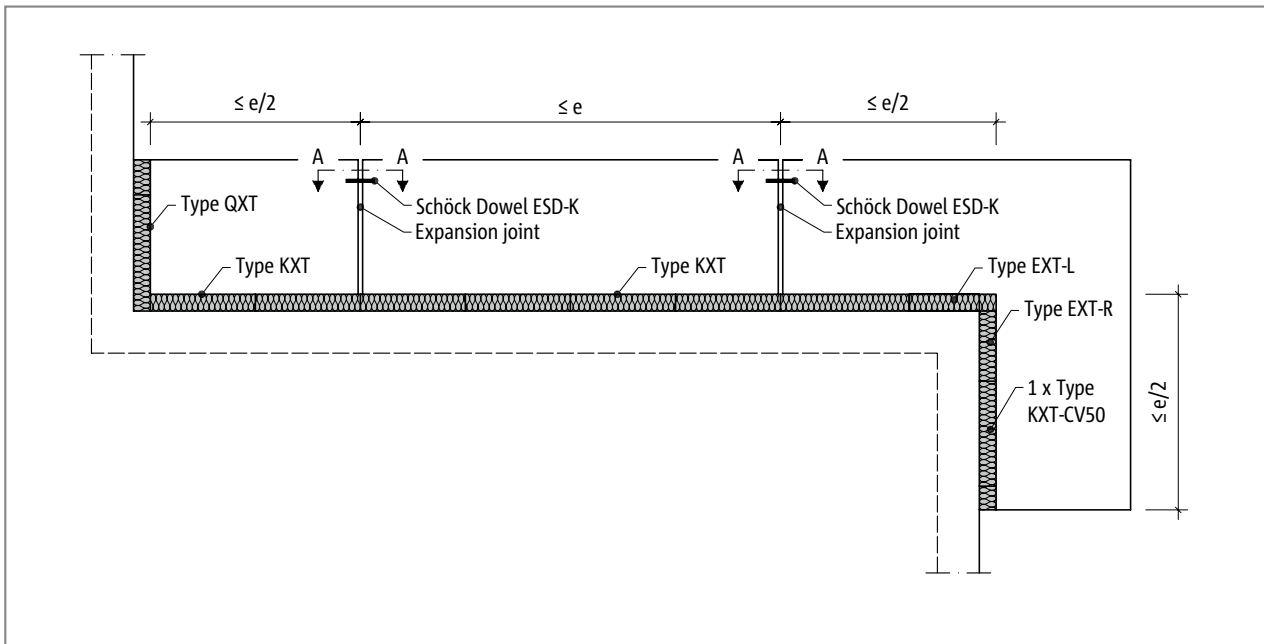 ≤ e/2
≤ e
≤ e/2
A
A
A
A
Type QXT
Schöck Dowel ESD-K
Expansion joint
Schöck Dowel ESD-K
Expansion joint
Type KXT
Type KXT
Type EXT-L
Type EXT-R
1 x Type
KXT-CV50
≤ e/2